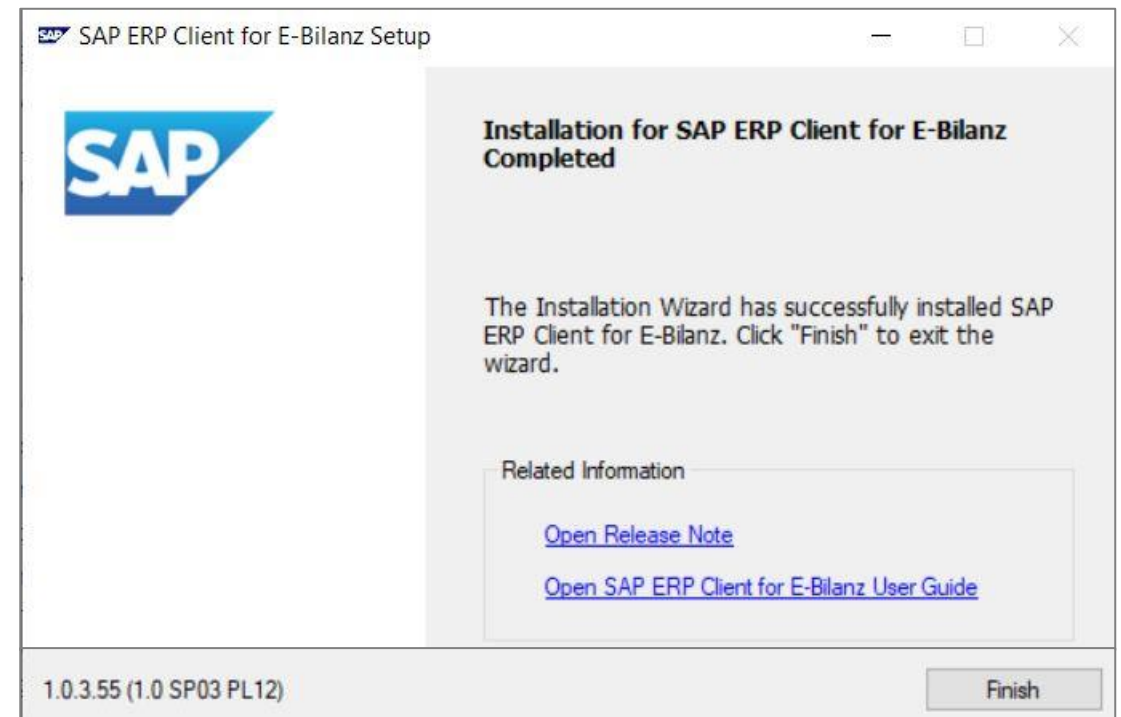 SAP SAP ERP Client for E-Bilanz Setup
SAP
Installation for SAP ERP Client for E-Bilanz
Completed
The Installation Wizard has successfully installed SAP
ERP Client for E-Bilanz. Click "Finish" to exit the
wizard.
Related Information
Open Release Note
Open SAP ERP Client for E-Bilanz User Guide
1.0.3.55 (1.0 SP03 PL12)
Finish